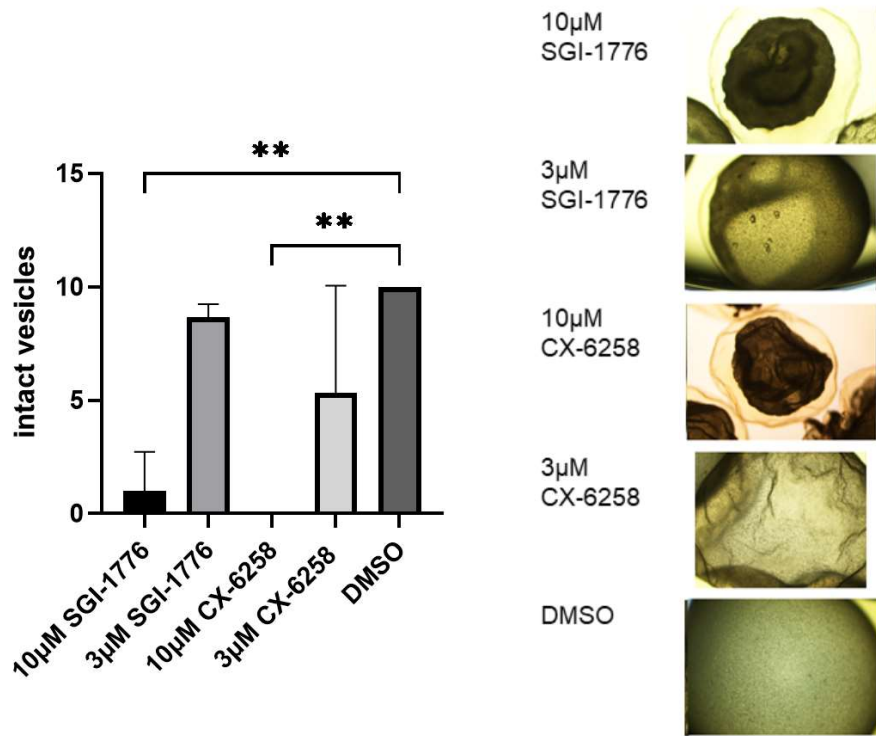 **
**
15
10
5
0
intact vesicles
10µM SGI-1776
3µM SGI-1776
10µM CX-6258
3µM CX-6258
DMSO
10µM
SGI-1776
3µM
SGI-1776
10µM
CX-6258
3µM
CX-6258
DMSO